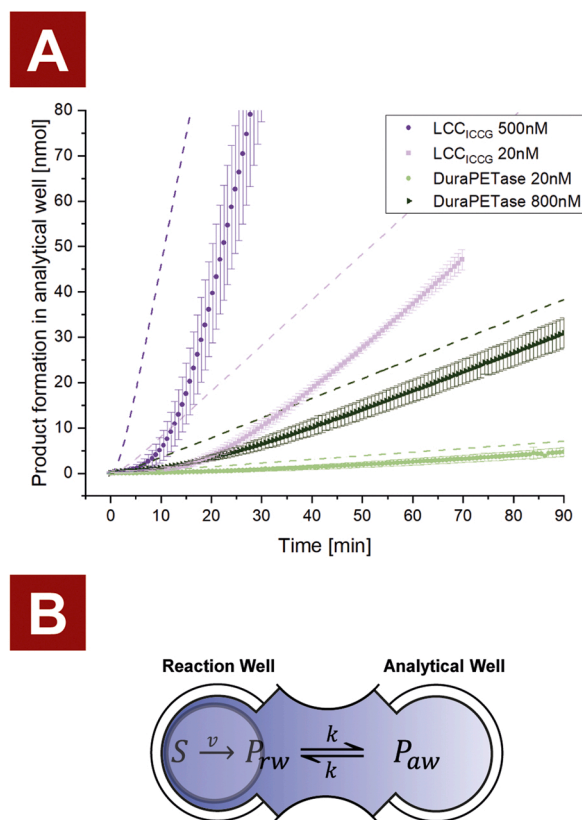 A
Product formation in analytical well [nmol]
80
70
60
50
40
30
20
10
0
LCCICCG 500nM
LCCICCG 20nM
DuraPETase 20nM
DuraPETase 800nM
0 10 20 30 40 50 60 70 80 90
Time [min]
B
Reaction Well Analytical Well
S v → Prw k ⇌ k Paw